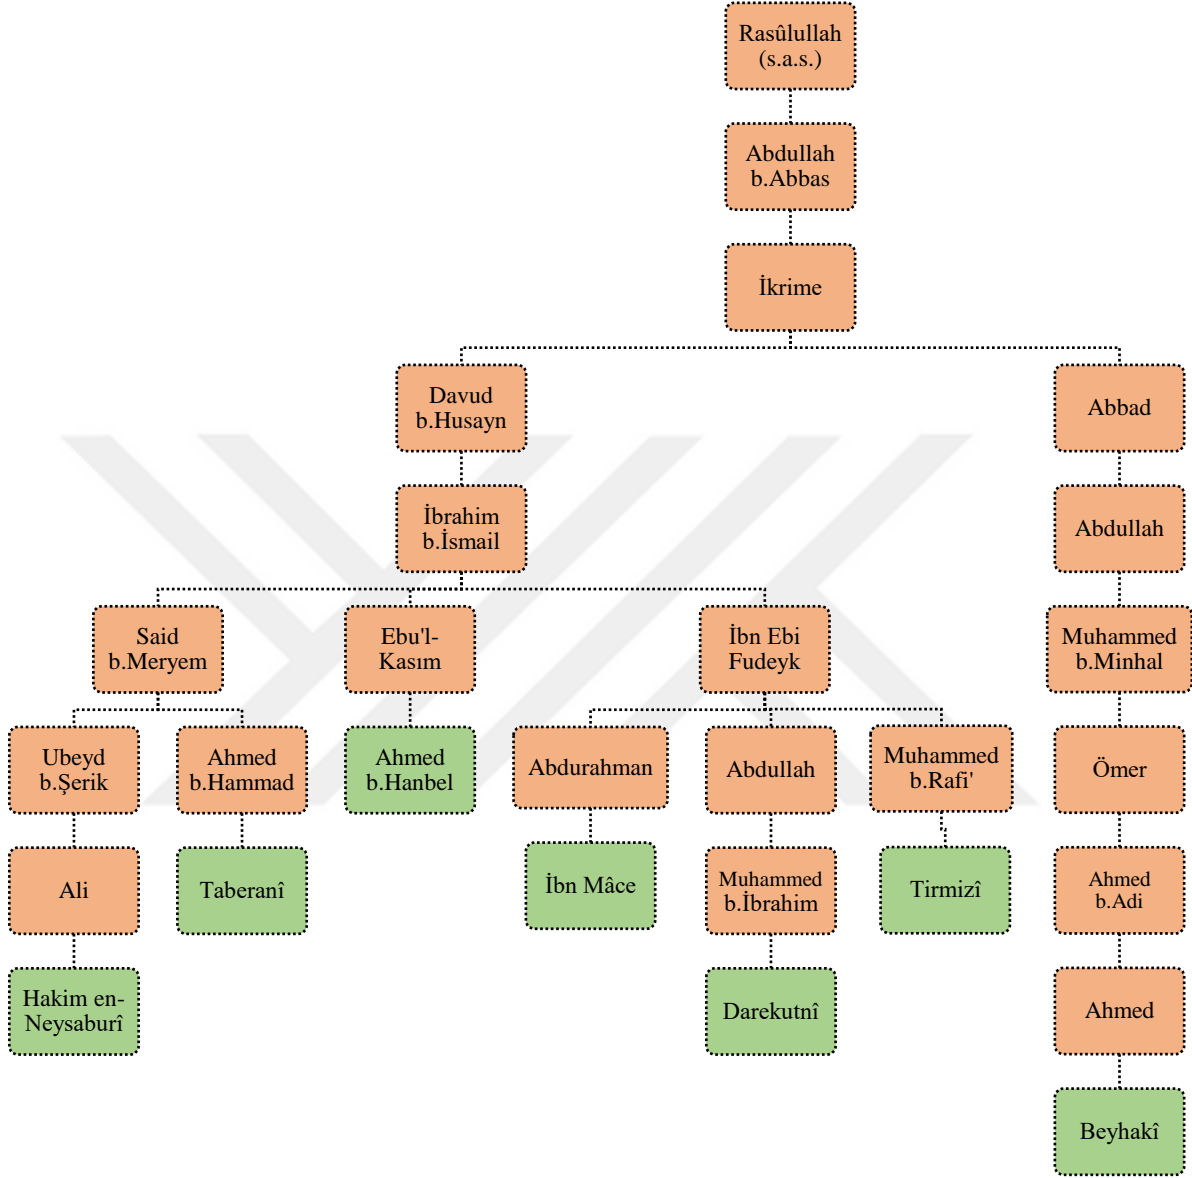 Rasûlullah
(s.a.s.)
Abdullah
b.Abbas
İkrime
Davud
b.Husayn
Abbad
İbrahim
b.İsmail
Abdullah
Said
b.Meryem
Ebu'l-
Kasım
İbn Ebi
Fudeyk
Muhammed
b.Minhal
Ubeyd
b.Şerik
Ahmed
b.Hammad
Ahmed
b.Hanbel
Abdurahman
Abdullah
Muhammed
b.Rafi'
Ömer
Ali
Taberanî
İbn Mâce
Muhammed
b.İbrahim
Tirmizî
Ahmed
b.Adi
Hakim en-
Neysaburî
Darekutnî
Ahmed
Beyhakî